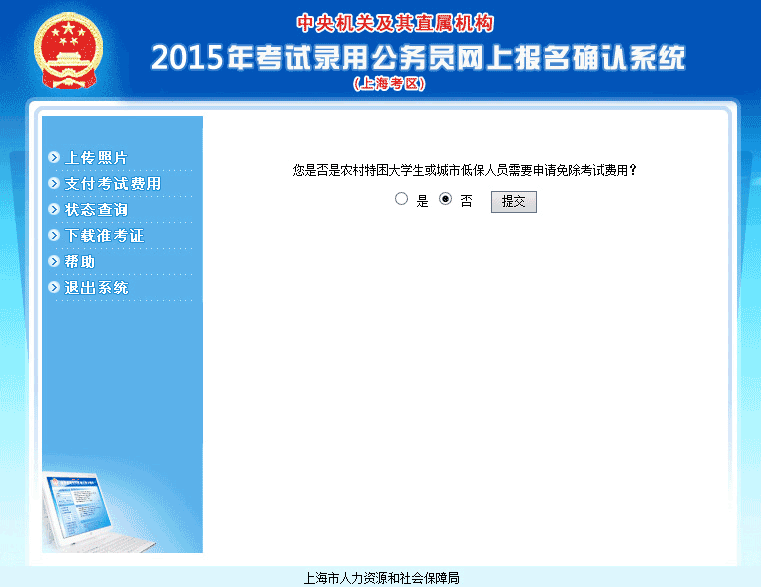 中央机关及其直属机构
2015年考试录用公务员网上报名确认系统
(上海考区)
上传照片
支付考试费用
状态查询
下载准考证
帮助
退出系统
您是否是农村特困大学生或城市低保人员需要申请免除考试费用？
是 否 提交
上海市人力资源和社会保障局